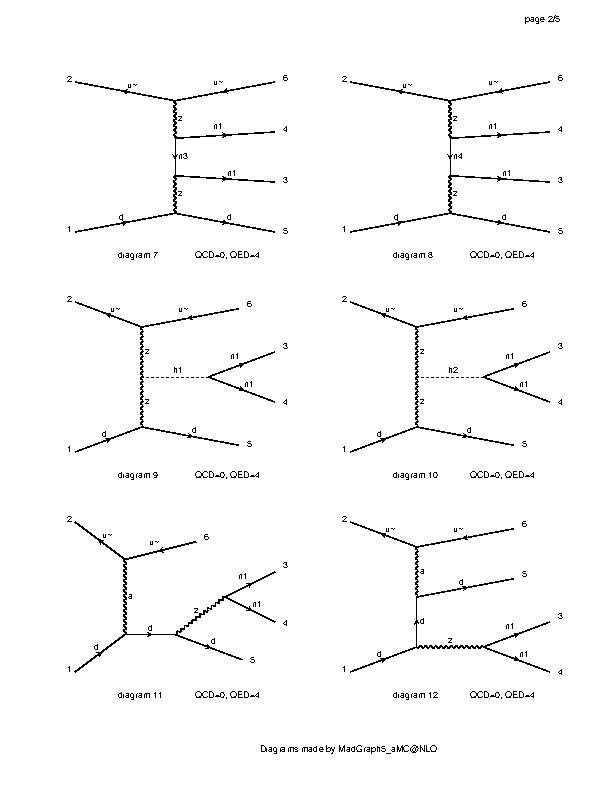 page 2/5
2 u~ u~ 6
z
n1 4
n3
n1 3
z
d d
1 5
diagram 7 QCD=0, QED=4
2 u~ u~ 6
z
n1 4
n4
n1 3
z
d d
1 5
diagram 8 QCD=0, QED=4
2 u~ u~ 6
z n1 3
h1
z n1 4
1 d d 5
diagram 9 QCD=0, QED=4
2 u~ u~ 6
z n1 3
h2
z n1 4
1 d d 5
diagram 10 QCD=0, QED=4
2 u~ u~ 6
n1 3
a z n1 4
d
1 d d 5
diagram 11 QCD=0, QED=4
2 u~ u~ 6
a
d 5
d
n1 3
1 d z n1 4
diagram 12 QCD=0, QED=4
Diagrams made by MadGraph5_aMC@NLO